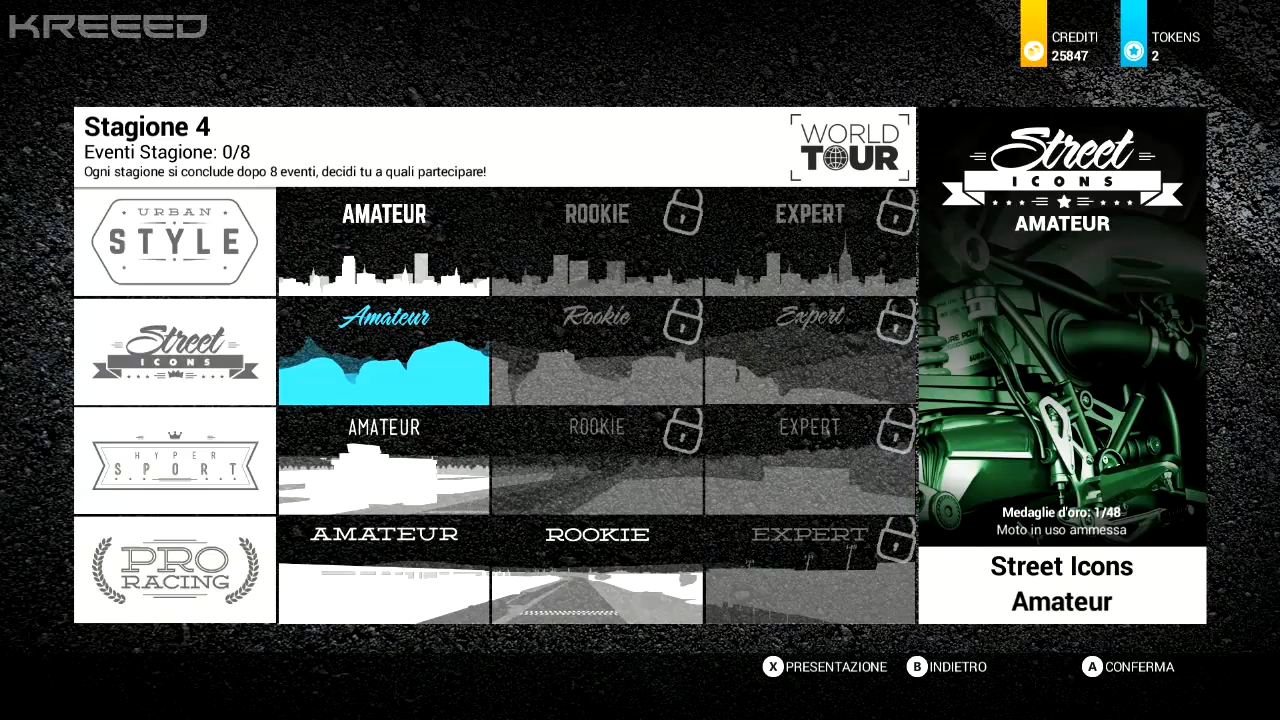 KREEED
CREDITI
25847
TOKENS
2
Stagione 4
Eventi Stagione: 0/8
Ogni stagione si conclude dopo 8 eventi, decidi tu a quali partecipare!
WORLD
TOUR
Street
ICONS
AMATEUR
URBAN
STYLE
AMATEUR
ROOKIE
EXPERT
Street
ICONS
Amateur
Rookie
Expert
HYPER
SPORT
AMATEUR
ROOKIE
EXPERT
PRO
RACING
AMATEUR
ROOKIE
EXPERT
Medaglie d'oro: 1/48
Moto in uso ammessa
Street Icons
Amateur
X PRESENTAZIONE
B INDIETRO
A CONFERMA